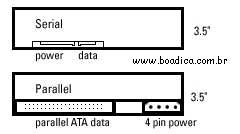 Serial
3.5"
power data
www.boadica.com.br
Parallel
3.5"
parallel ATA data 4 pin power